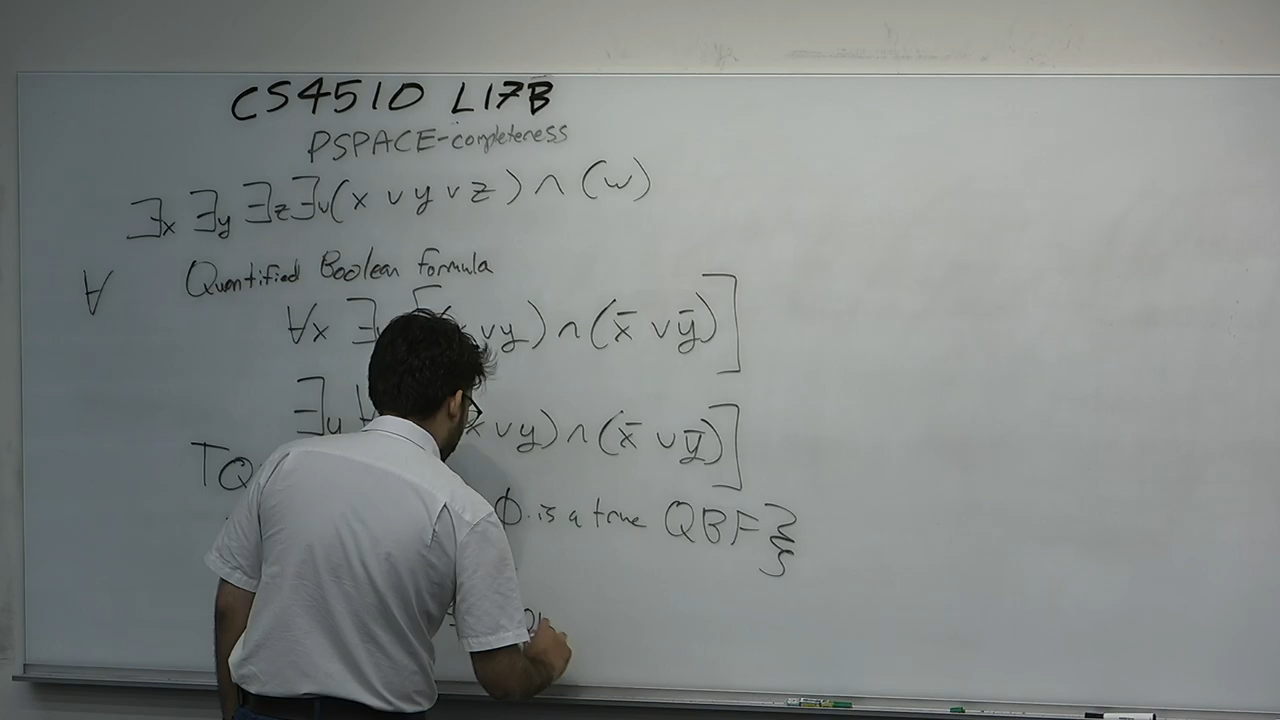 CS4510 L17B
PSPACE-completeness
∃x ∃y ∃z ∃v (x ∨ y ∨ z) ∧ (w)
∀ Quantified Boolean formula
∀x ∃ [( ∨ y) ∧ (x̄ ∨ ȳ)]
∃y ∀ x ∨ y) ∧ (x̄ ∨ ȳ)]
TQ Φ is a true QBF}